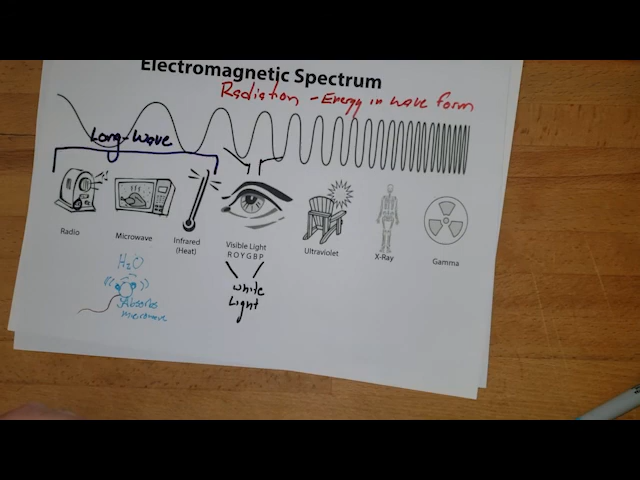 Electromagnetic Spectrum
Radiation - Energy in wave form
Long-Wave
Radio
Microwave
Infrared
(Heat)
Visible Light
R O Y G B P
Ultraviolet
X-Ray
Gamma
H2O
Absorbs
microwave
white
Light